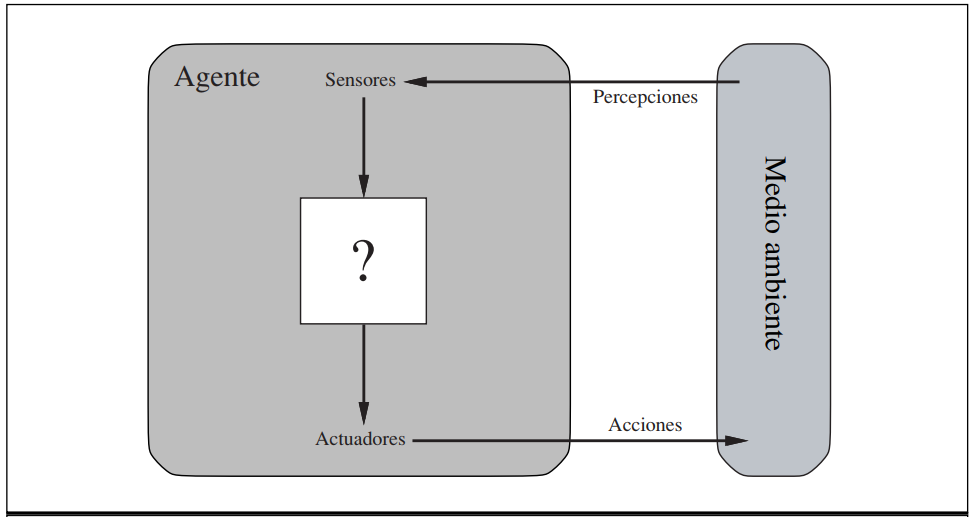 Agente
Sensores
Percepciones
?
Medio ambiente
Acciones
Actuadores